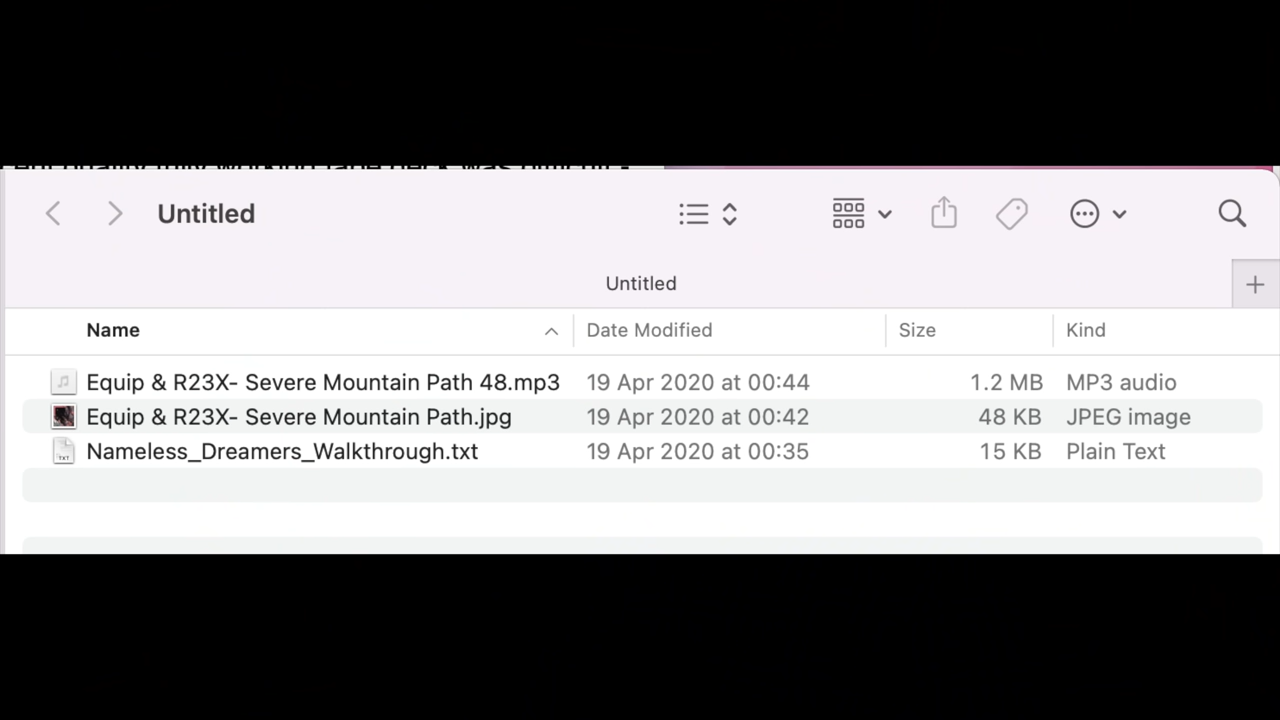 Untitled
Untitled
Name Date Modified Size Kind
Equip & R23X- Severe Mountain Path 48.mp3 19 Apr 2020 at 00:44 1.2 MB MP3 audio
Equip & R23X- Severe Mountain Path.jpg 19 Apr 2020 at 00:42 48 KB JPEG image
Nameless_Dreamers_Walkthrough.txt 19 Apr 2020 at 00:35 15 KB Plain Text